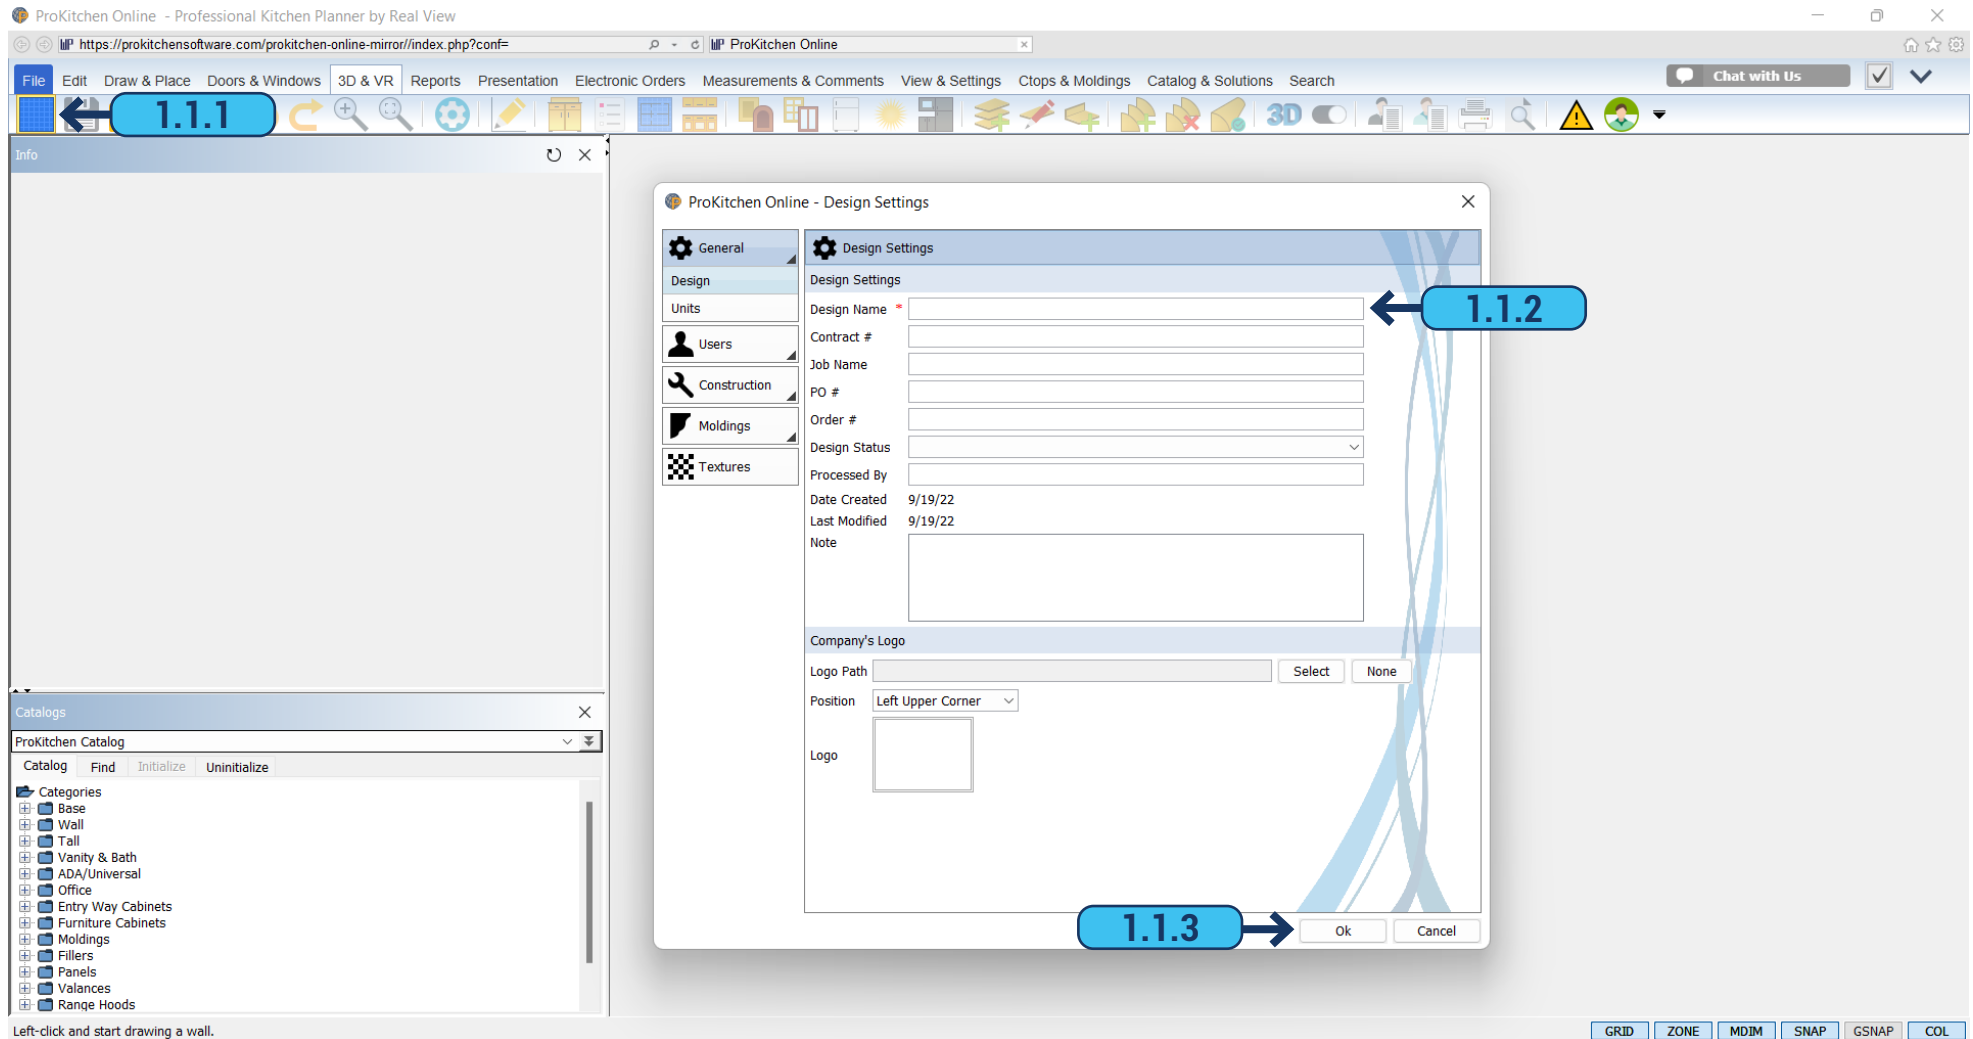 ProKitchen Online - Professional Kitchen Planner by Real View
https://prokitchensoftware.com/prokitchen-online-mirror//index.php?conf=
ProKitchen Online
File Edit Draw & Place Doors & Windows 3D & VR Reports Presentation Electronic Orders Measurements & Comments View & Settings Ctops & Moldings Catalog & Solutions Search
Chat with Us
1.1.1
3D
Info
ProKitchen Online - Design Settings
General
Design
Units
Users
Construction
Moldings
Textures
Design Settings
Design Settings
Design Name *
1.1.2
Contract #
Job Name
PO #
Order #
Design Status
Processed By
Date Created 9/19/22
Last Modified 9/19/22
Note
Company's Logo
Logo Path Select None
Position Left Upper Corner
Logo
1.1.3
Ok Cancel
Catalogs
ProKitchen Catalog
Catalog Find Initialize Uninitialize
Categories
Base
Wall
Tall
Vanity & Bath
ADA/Universal
Office
Entry Way Cabinets
Furniture Cabinets
Moldings
Fillers
Panels
Valances
Range Hoods
Left-click and start drawing a wall.
GRID ZONE MDIM SNAP GSNAP COL